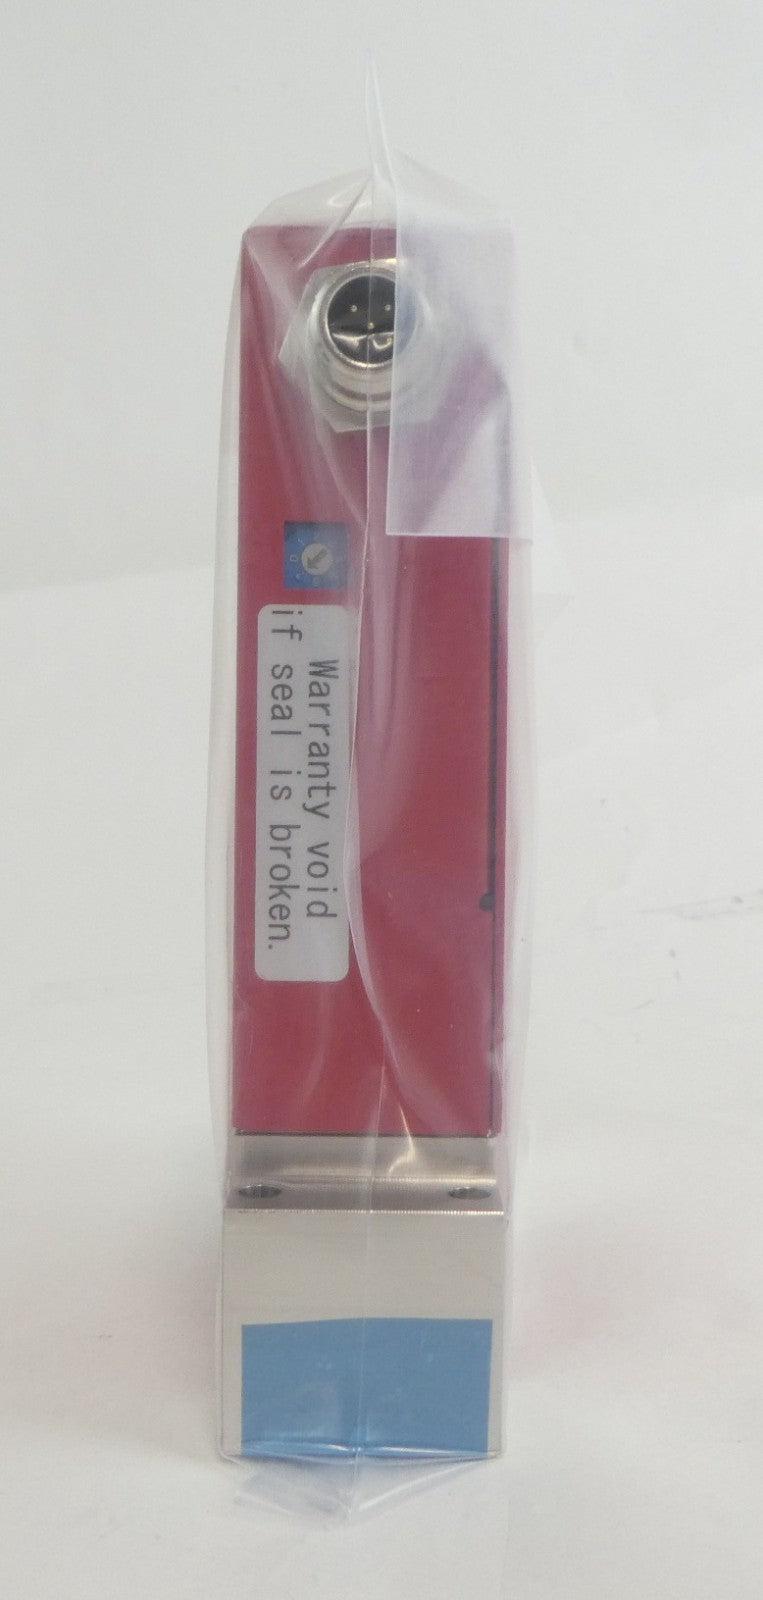 Warranty void
if seal is broken.